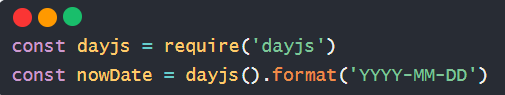 const dayjs = require('dayjs')
const nowDate = dayjs().format('YYYY-MM-DD')